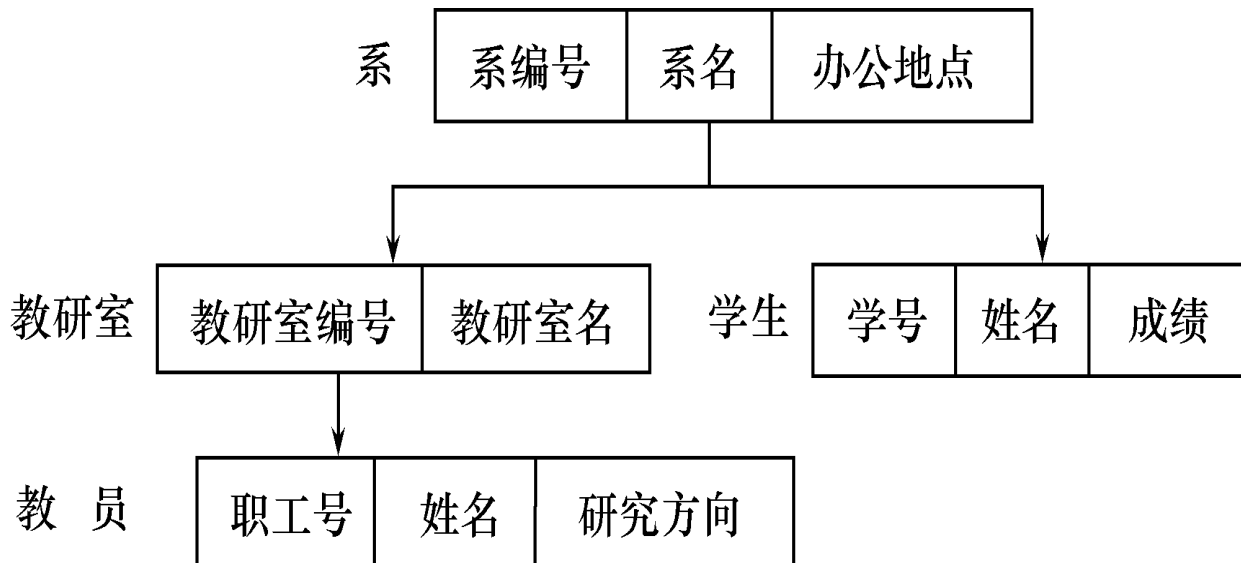 系 系编号 系名 办公地点
教研室 教研室编号 教研室名 学生 学号 姓名 成绩
教 员 职工号 姓名 研究方向